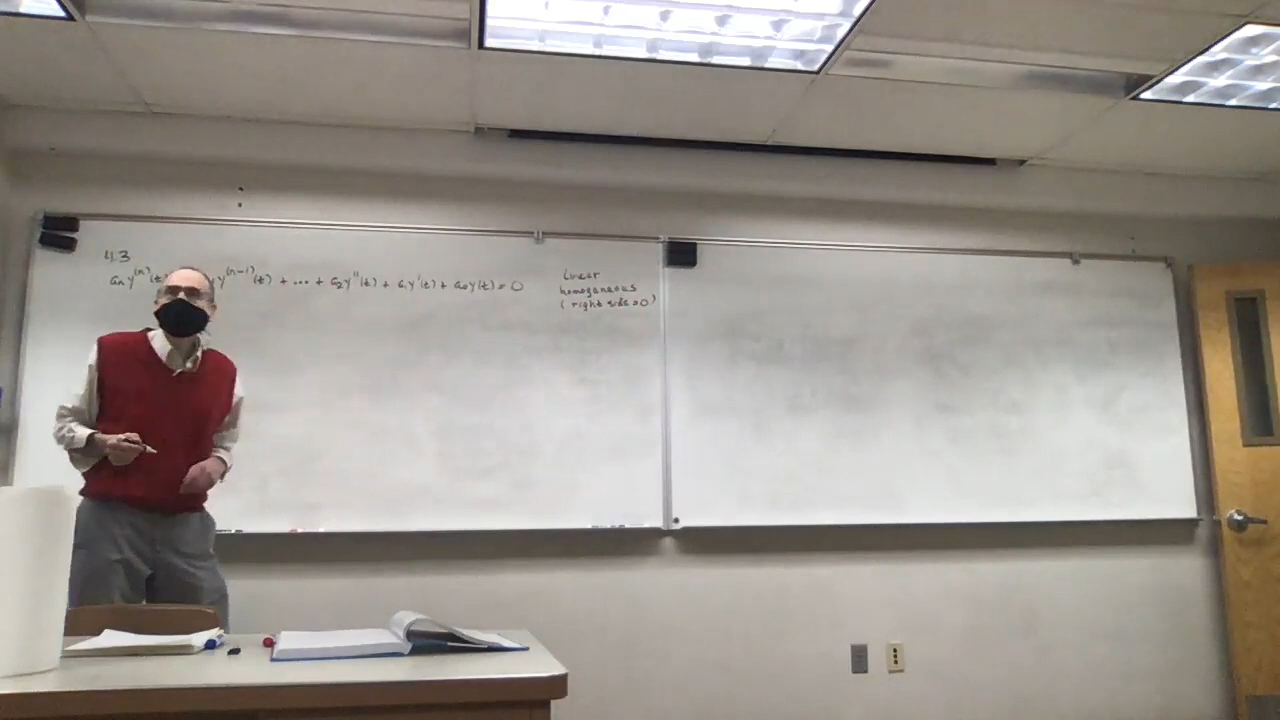 4.3
aₙy⁽ⁿ⁾(t) y⁽ⁿ⁻¹⁾(t) + ... + a₂y''(t) + a₁y'(t) + a₀y(t) = 0
Linear
homogeneous
(right side = 0)